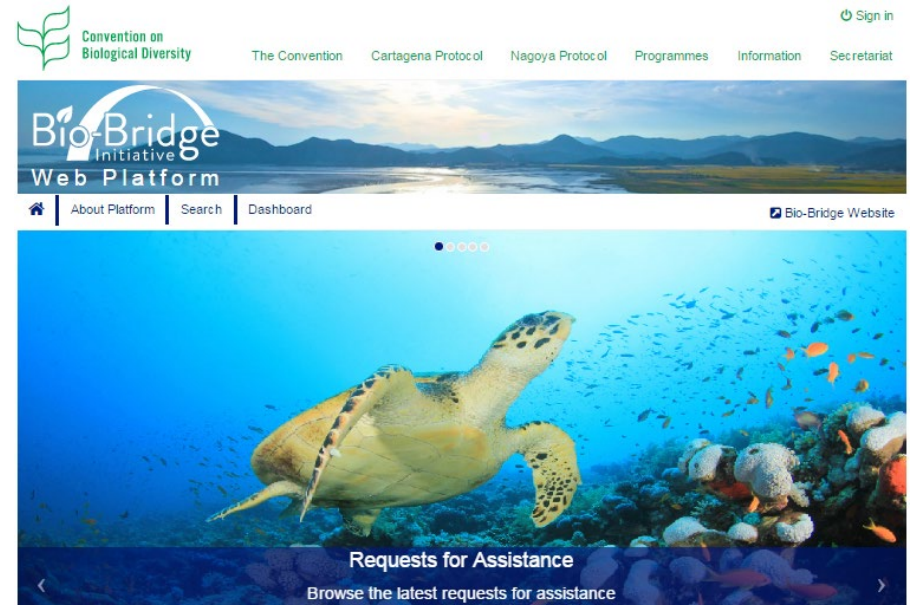 Sign in
Convention on
Biological Diversity
The Convention Cartagena Protocol Nagoya Protocol Programmes Information Secretariat
Bio-Bridge
Initiative
Web Platform
About Platform Search Dashboard Bio-Bridge Website
Requests for Assistance
Browse the latest requests for assistance